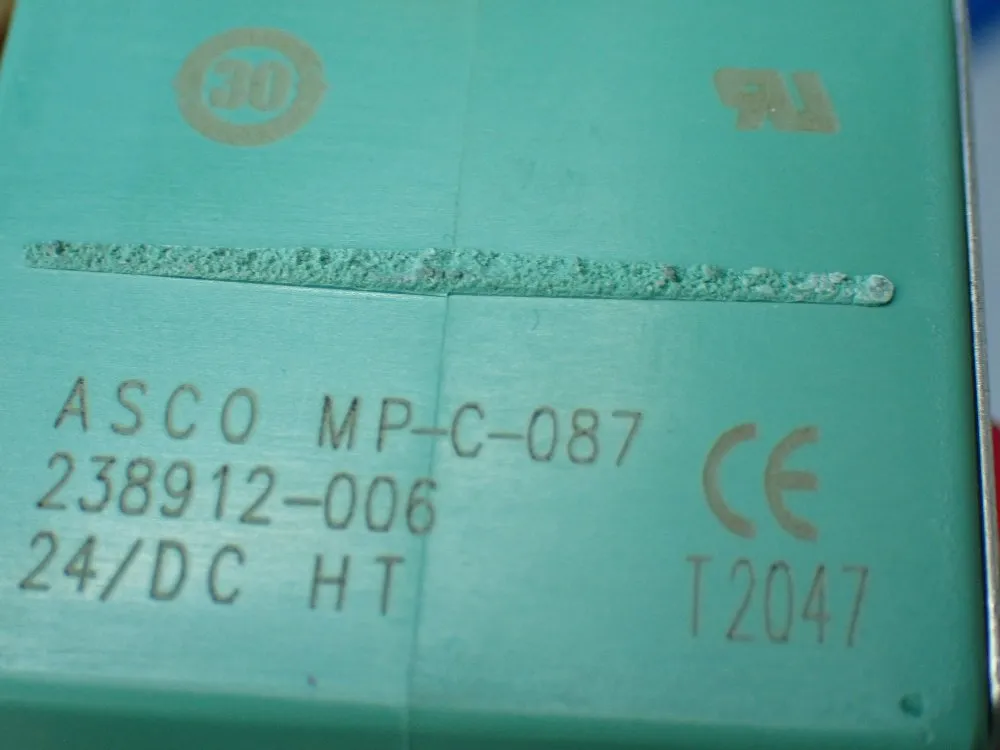 30
ASCO MP-C-087
238912-006
24/DC HT
CE
T2047